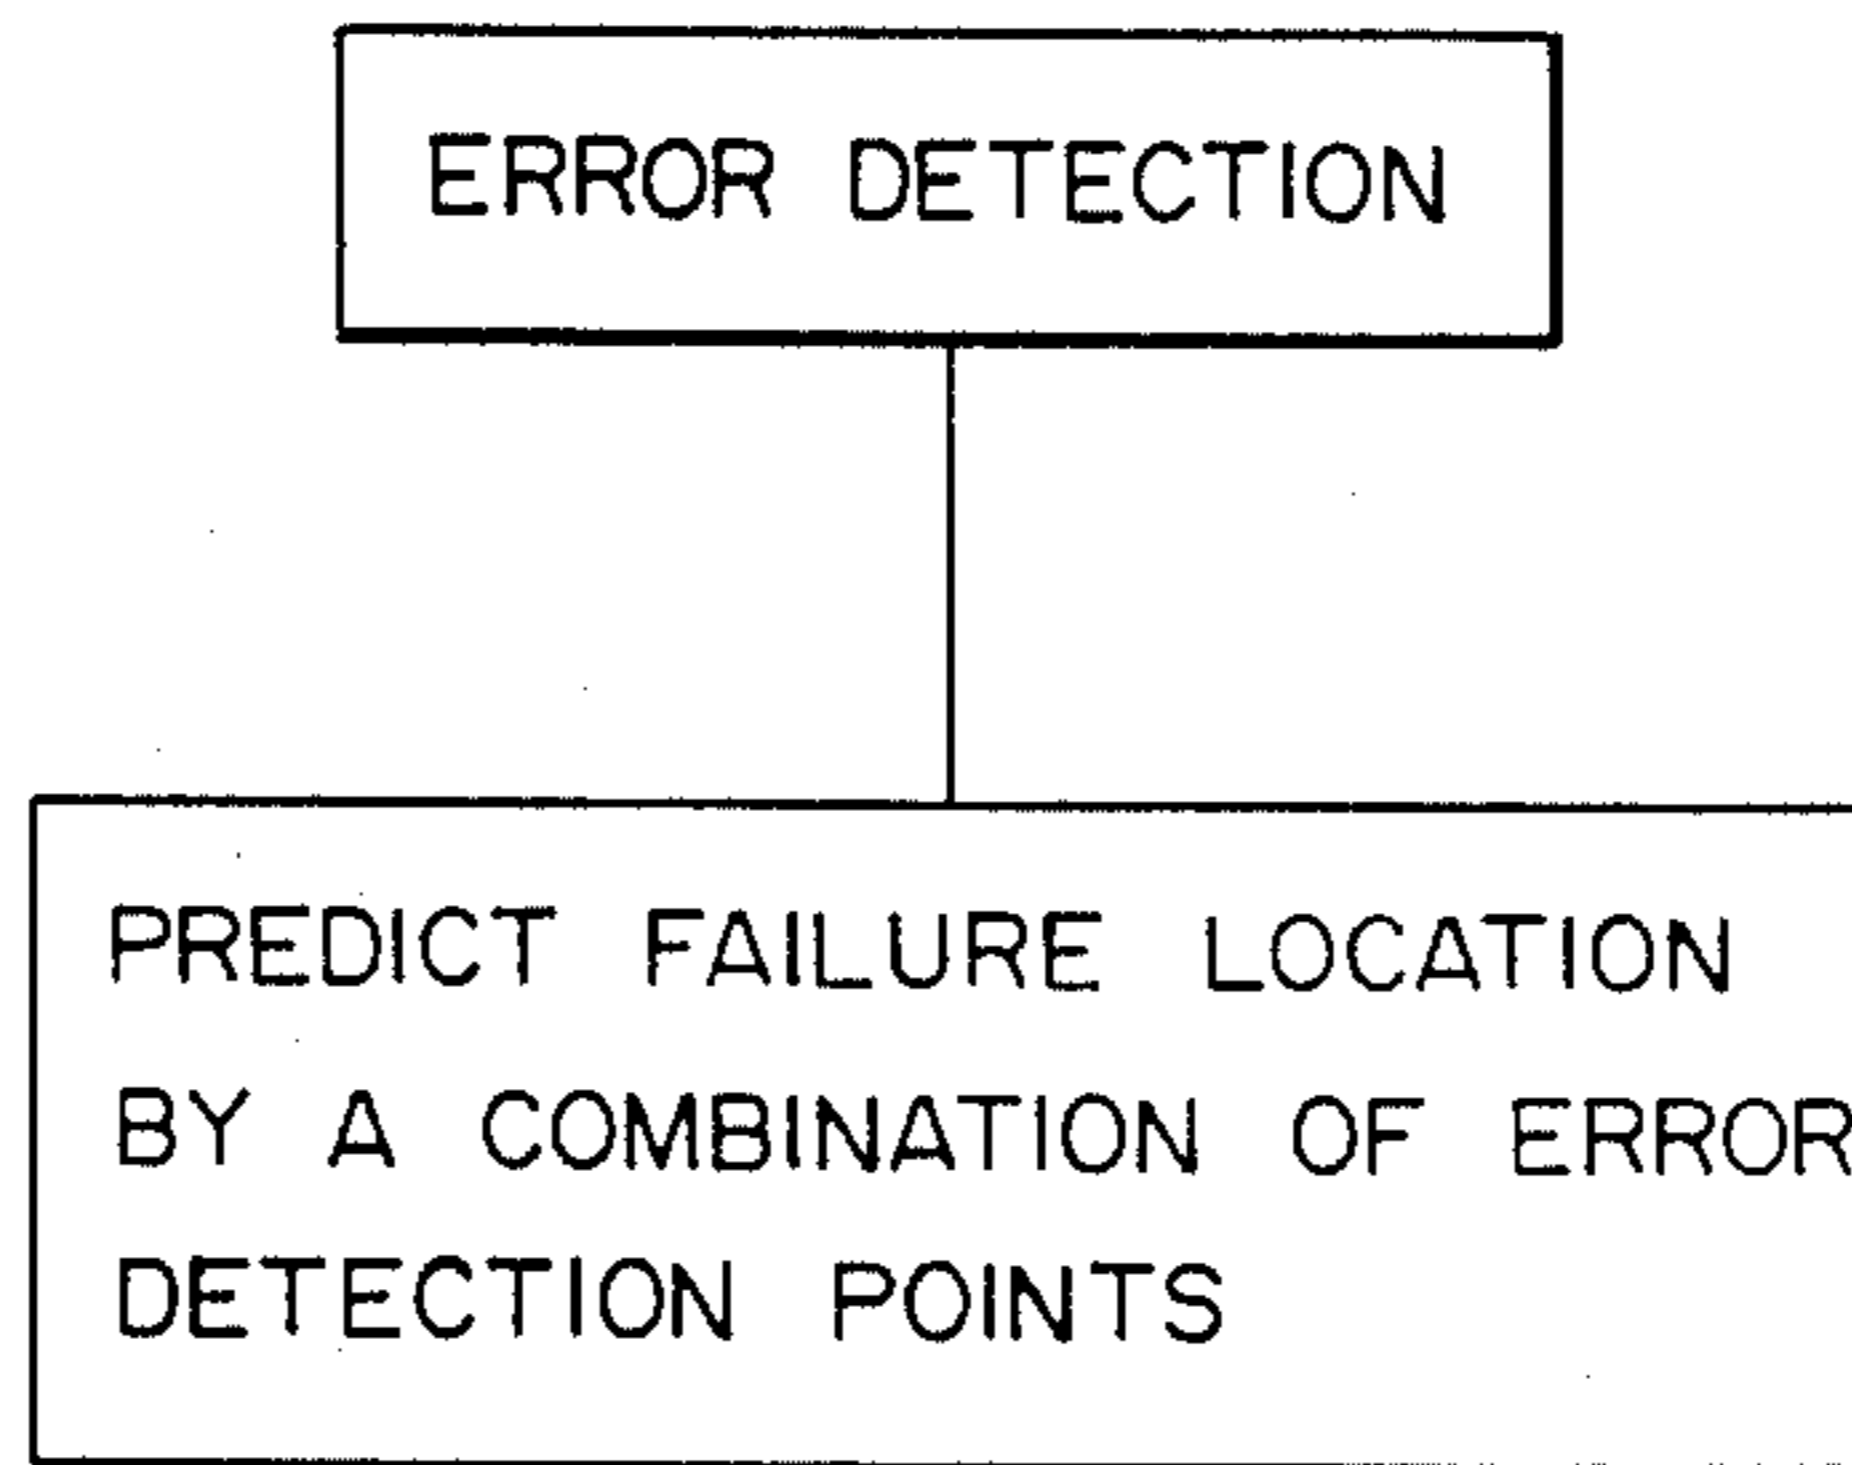 ERROR DETECTION
PREDICT FAILURE LOCATION
BY A COMBINATION OF ERROR
DETECTION POINTS